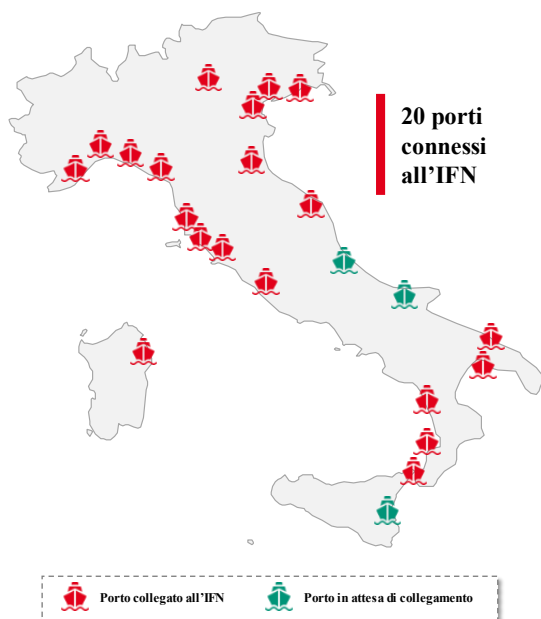 20 porti
connessi
all'IFN
Porto collegato all'IFN
Porto in attesa di collegamento